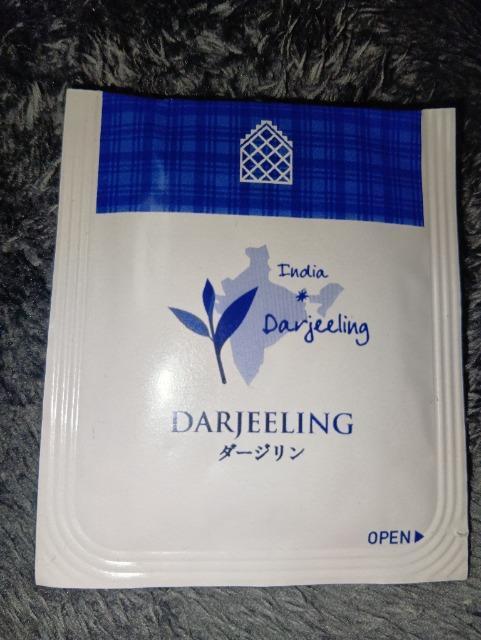 India
Darjeeling
DARJEELING
ダージリン
OPEN▶